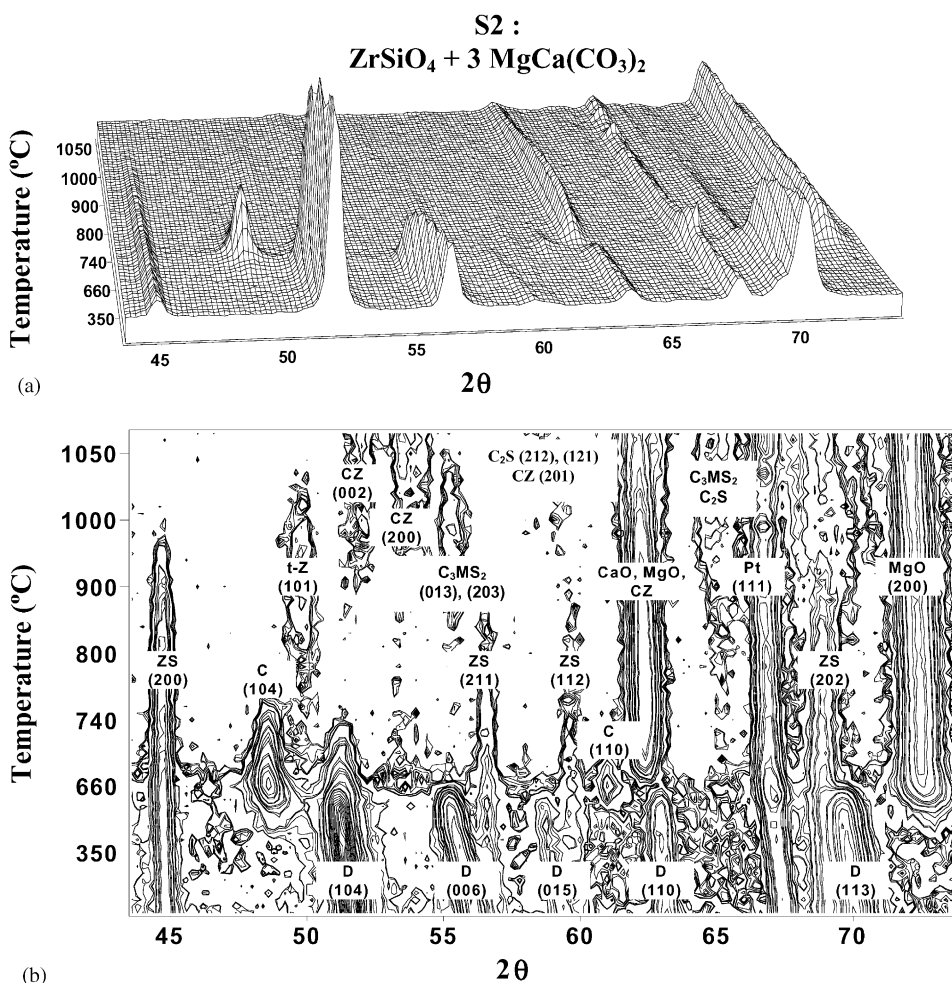 S2 :
ZrSiO4 + 3 MgCa(CO3)2
Temperature (ºC)
1050
1000
900
800
740
660
350
45
50
55
60
65
70
2θ
(a)
Temperature (ºC)
1050
1000
900
800
740
660
350
C2S (212), (121)
CZ (201)
CZ
(002)
CZ
(200)
C3MS2
C2S
t-Z
(101)
C3MS2
(013), (203)
CaO, MgO,
CZ
Pt
(111)
MgO
(200)
ZS
(200)
C
(104)
ZS
(211)
ZS
(112)
ZS
(202)
C
(110)
D
(104)
D
(006)
D
(015)
D
(110)
D
(113)
45
50
55
60
65
70
2θ
(b)